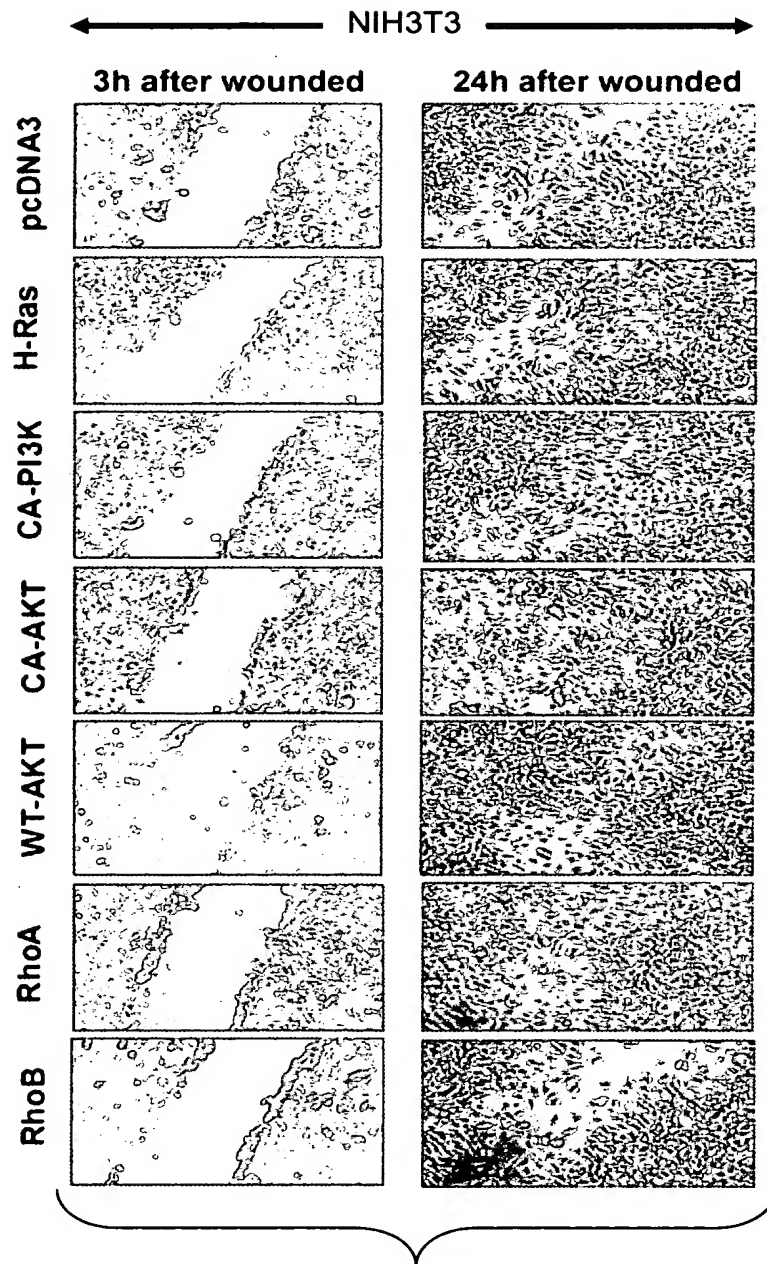 NIH3T3
3h after wounded
24h after wounded
pcDNA3
H-Ras
CA-PI3K
CA-AKT
WT-AKT
RhoA
RhoB